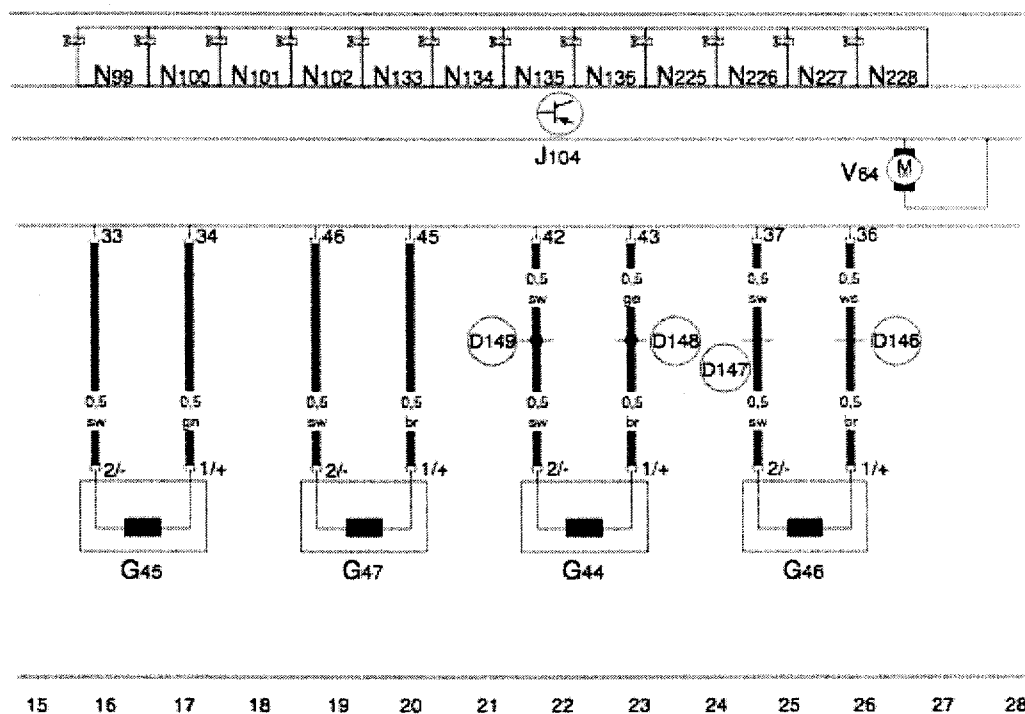 N99 N100 N101 N102 N133 N134 N135 N136 N225 N226 N227 N228
J104
V64 M
33 34 46 45 42 43 37 36
0,5 0,5 0,5 0,5
sw ge sw ws
D149 D148 D147 D146
0,5 0,5 0,5 0,5 0,5 0,5 0,5 0,5
sw gn sw br sw br sw br
2/- 1/+ 2/- 1/+ 2/- 1/+ 2/- 1/+
G45 G47 G44 G46
15 16 17 18 19 20 21 22 23 24 25 26 27 28